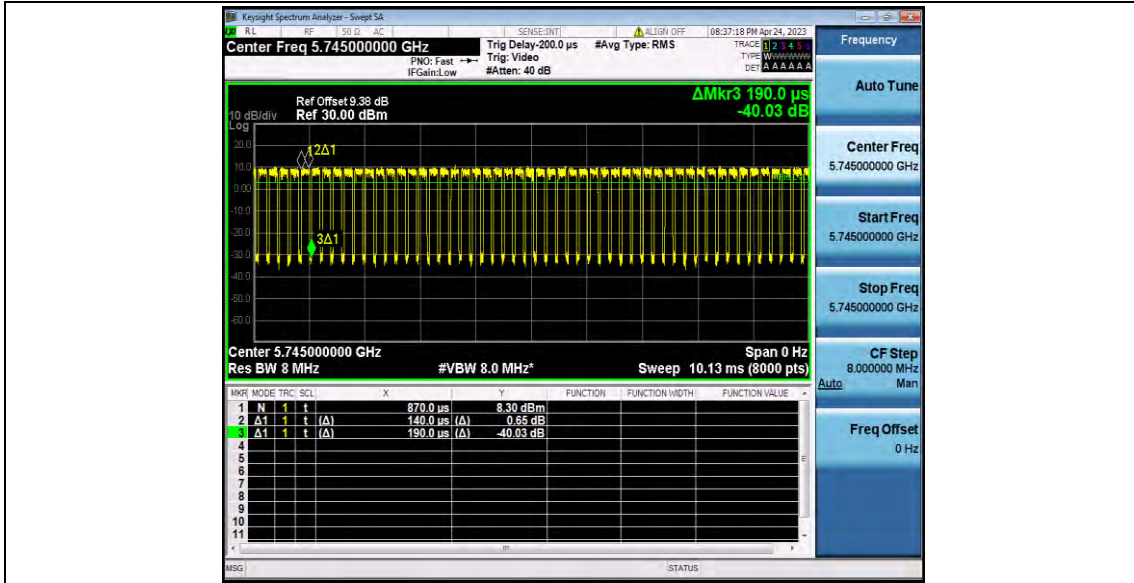 Keysight Spectrum Analyzer - Swept SA
RL RF 50 Ω AC SENSE:INT ALIGN OFF 08:37:18 PM Apr 24, 2023
Center Freq 5.745000000 GHz
PNO: Fast
IFGain:Low
Trig Delay-200.0 µs
Trig: Video
#Atten: 40 dB
#Avg Type: RMS
TRACE 1 2 3 4 5 6
TYPE W
DET A A A A A A
ΔMkr3 190.0 µs
-40.03 dB
Ref Offset 9.38 dB
10 dB/div Ref 30.00 dBm
Log
20.0
10.0
0.00
-10.0
-20.0
-30.0
-40.0
-50.0
-60.0
1 2Δ1
3Δ1
Center 5.745000000 GHz Span 0 Hz
Res BW 8 MHz #VBW 8.0 MHz* Sweep 10.13 ms (8000 pts)
MKR MODE TRC SCL X Y FUNCTION FUNCTION WIDTH FUNCTION VALUE
1 N 1 t 870.0 µs 8.30 dBm
2 Δ1 1 t (Δ) 140.0 µs (Δ) 0.65 dB
3 Δ1 1 t (Δ) 190.0 µs (Δ) -40.03 dB
4
5
6
7
8
9
10
11
MSG STATUS
Frequency
Auto Tune
Center Freq
5.745000000 GHz
Start Freq
5.745000000 GHz
Stop Freq
5.745000000 GHz
CF Step
8.000000 MHz
Auto Man
Freq Offset
0 Hz